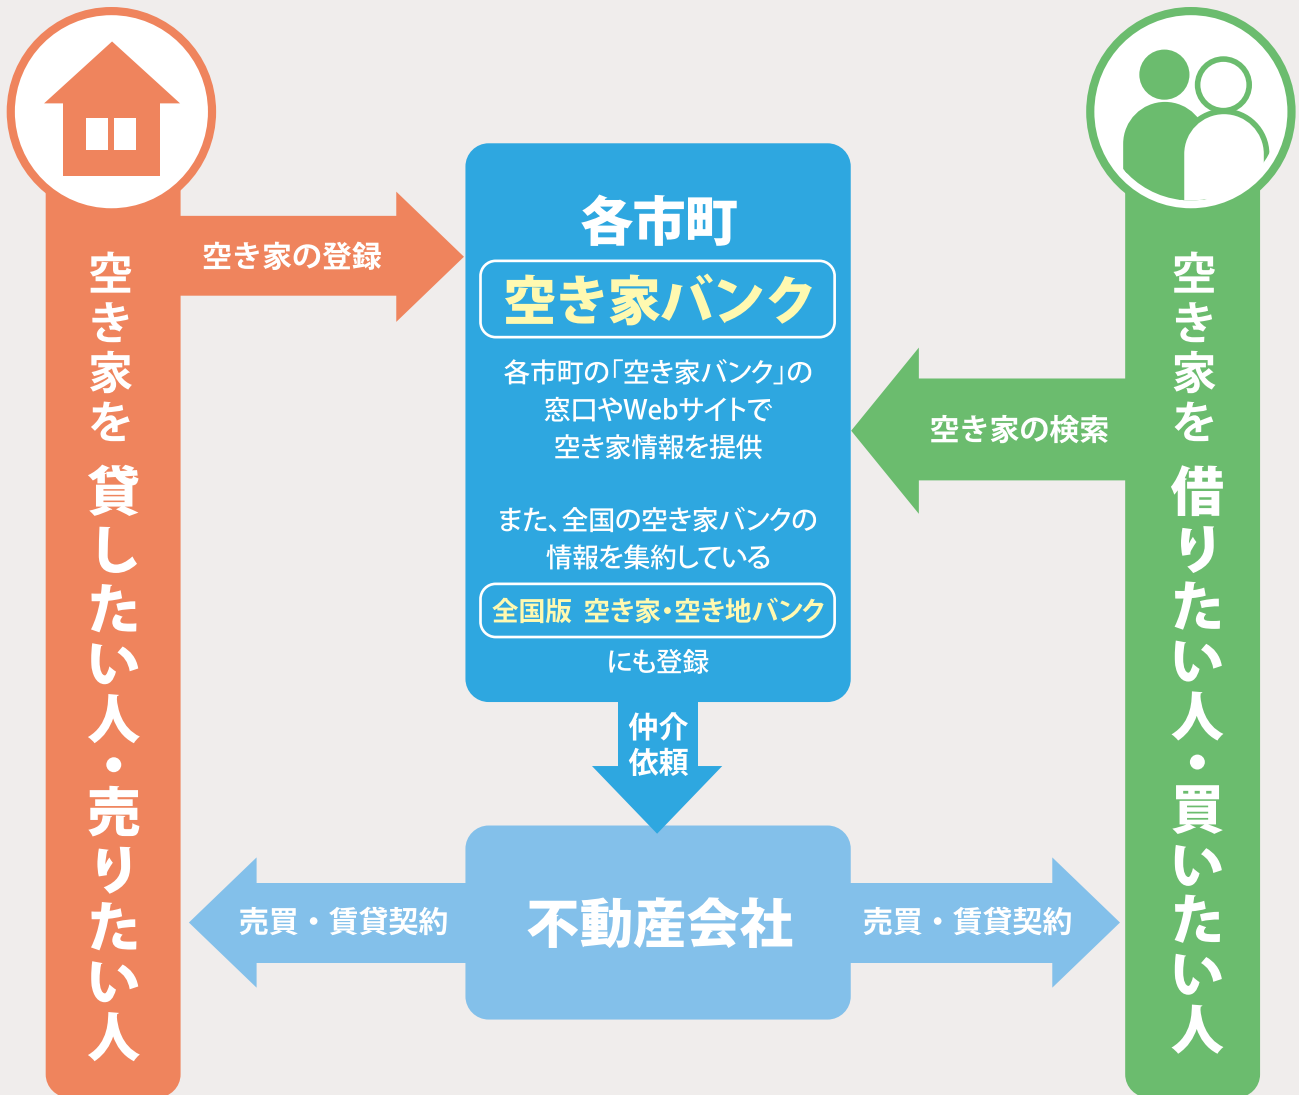 空き家を 貸したい人・売りたい人
空き家の登録
各市町
空き家バンク
各市町の「空き家バンク」の
窓口やWebサイトで
空き家情報を提供
また、全国の空き家バンクの
情報を集約している
全国版 空き家・空き地バンク
にも登録
空き家の検索
空き家を 借りたい人・買いたい人
仲介
依頼
売買・賃貸契約
不動産会社
売買・賃貸契約